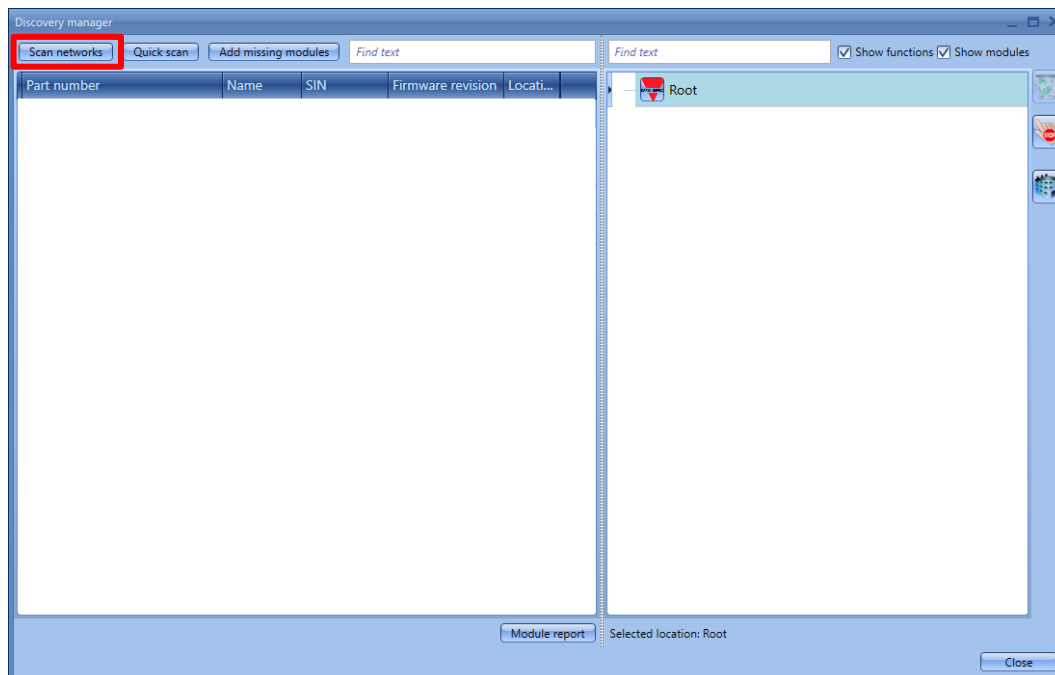 Discovery manager
Scan networks Quick scan Add missing modules Find text Find text Show functions Show modules
Part number Name SIN Firmware revision Locati...
Root
STOP
Module report Selected location: Root
Close